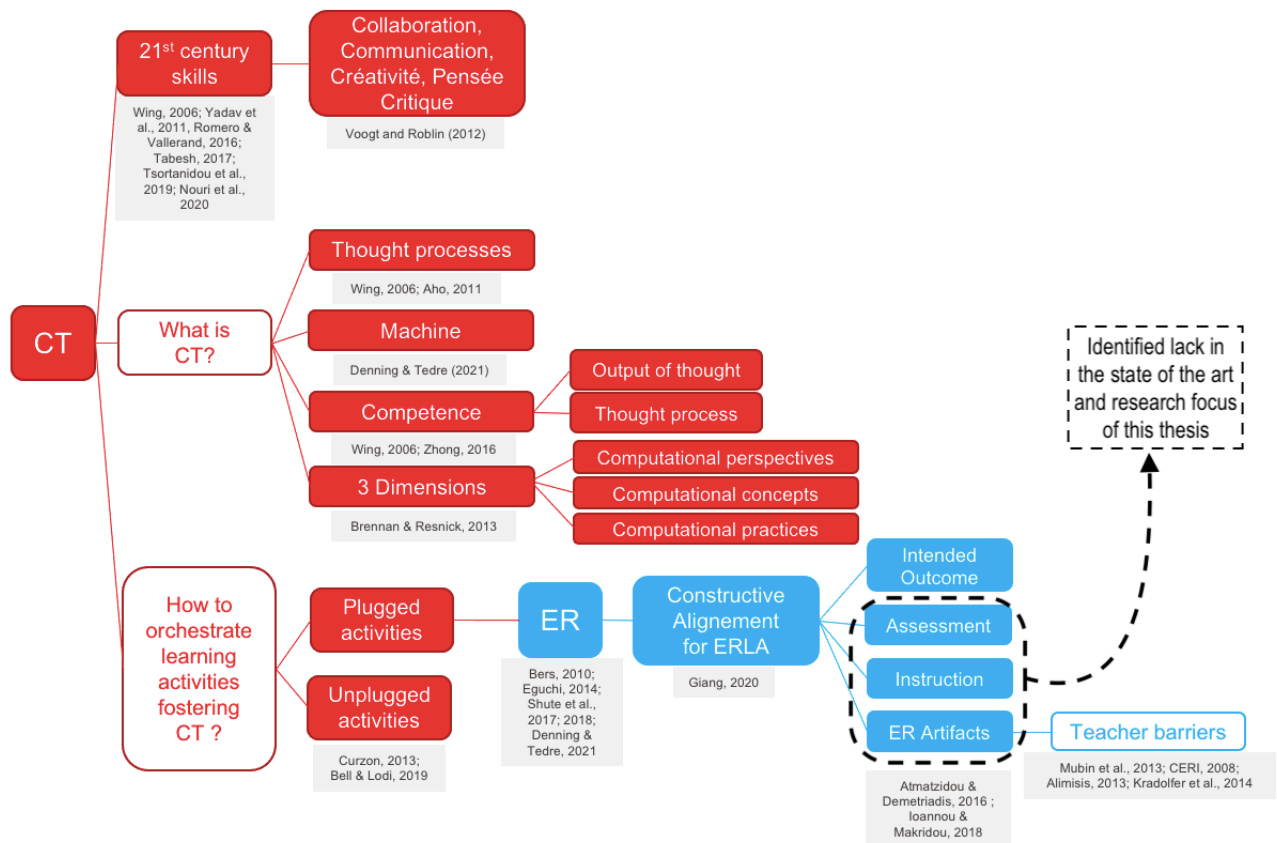 21st century
skills
Wing, 2006; Yadav et
al., 2011, Romero &
Vallerand, 2016;
Tabesh, 2017;
Tsortanidou et al.,
2019; Nouri et al.,
2020
Collaboration,
Communication,
Créativité, Pensée
Critique
Voogt and Roblin (2012)
CT
What is
CT?
Thought processes
Wing, 2006; Aho, 2011
Machine
Denning & Tedre (2021)
Competence
Wing, 2006; Zhong, 2016
Output of thought
Thought process
3 Dimensions
Brennan & Resnick, 2013
Computational perspectives
Computational concepts
Computational practices
How to
orchestrate
learning
activities
fostering
CT ?
Plugged
activities
Unplugged
activities
Curzon, 2013;
Bell & Lodi, 2019
ER
Bers, 2010;
Eguchi, 2014;
Shute et al.,
2017; 2018;
Denning &
Tedre, 2021
Constructive
Alignement
for ERLA
Giang, 2020
Intended
Outcome
Assessment
Instruction
ER Artifacts
Atmatzidou &
Demetriadis, 2016 ;
Ioannou &
Makridou, 2018
Teacher barriers
Mubin et al., 2013; CERI, 2008;
Alimisis, 2013; Kradolfer et al., 2014
Identified lack in
the state of the art
and research focus
of this thesis